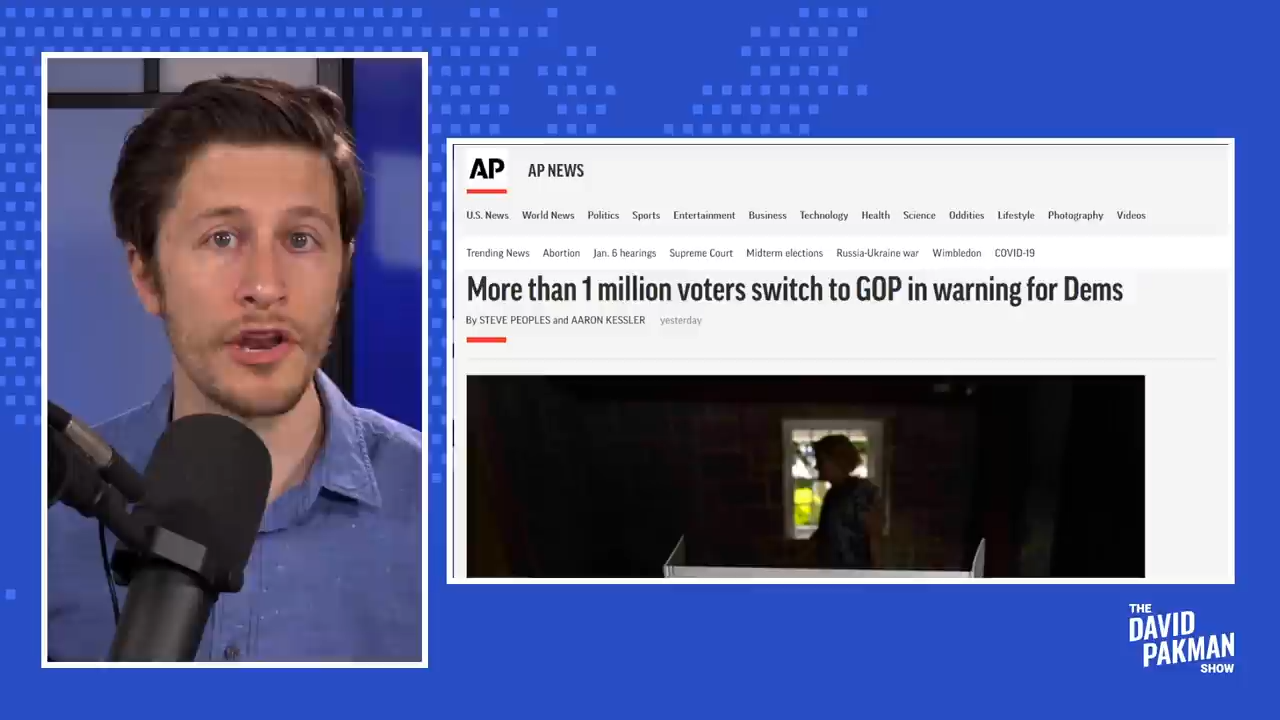 AP AP NEWS
U.S. News World News Politics Sports Entertainment Business Technology Health Science Oddities Lifestyle Photography Videos
Trending News Abortion Jan. 6 hearings Supreme Court Midterm elections Russia-Ukraine war Wimbledon COVID-19
More than 1 million voters switch to GOP in warning for Dems
By STEVE PEOPLES and AARON KESSLER yesterday
THE
DAVID
PAKMAN
SHOW